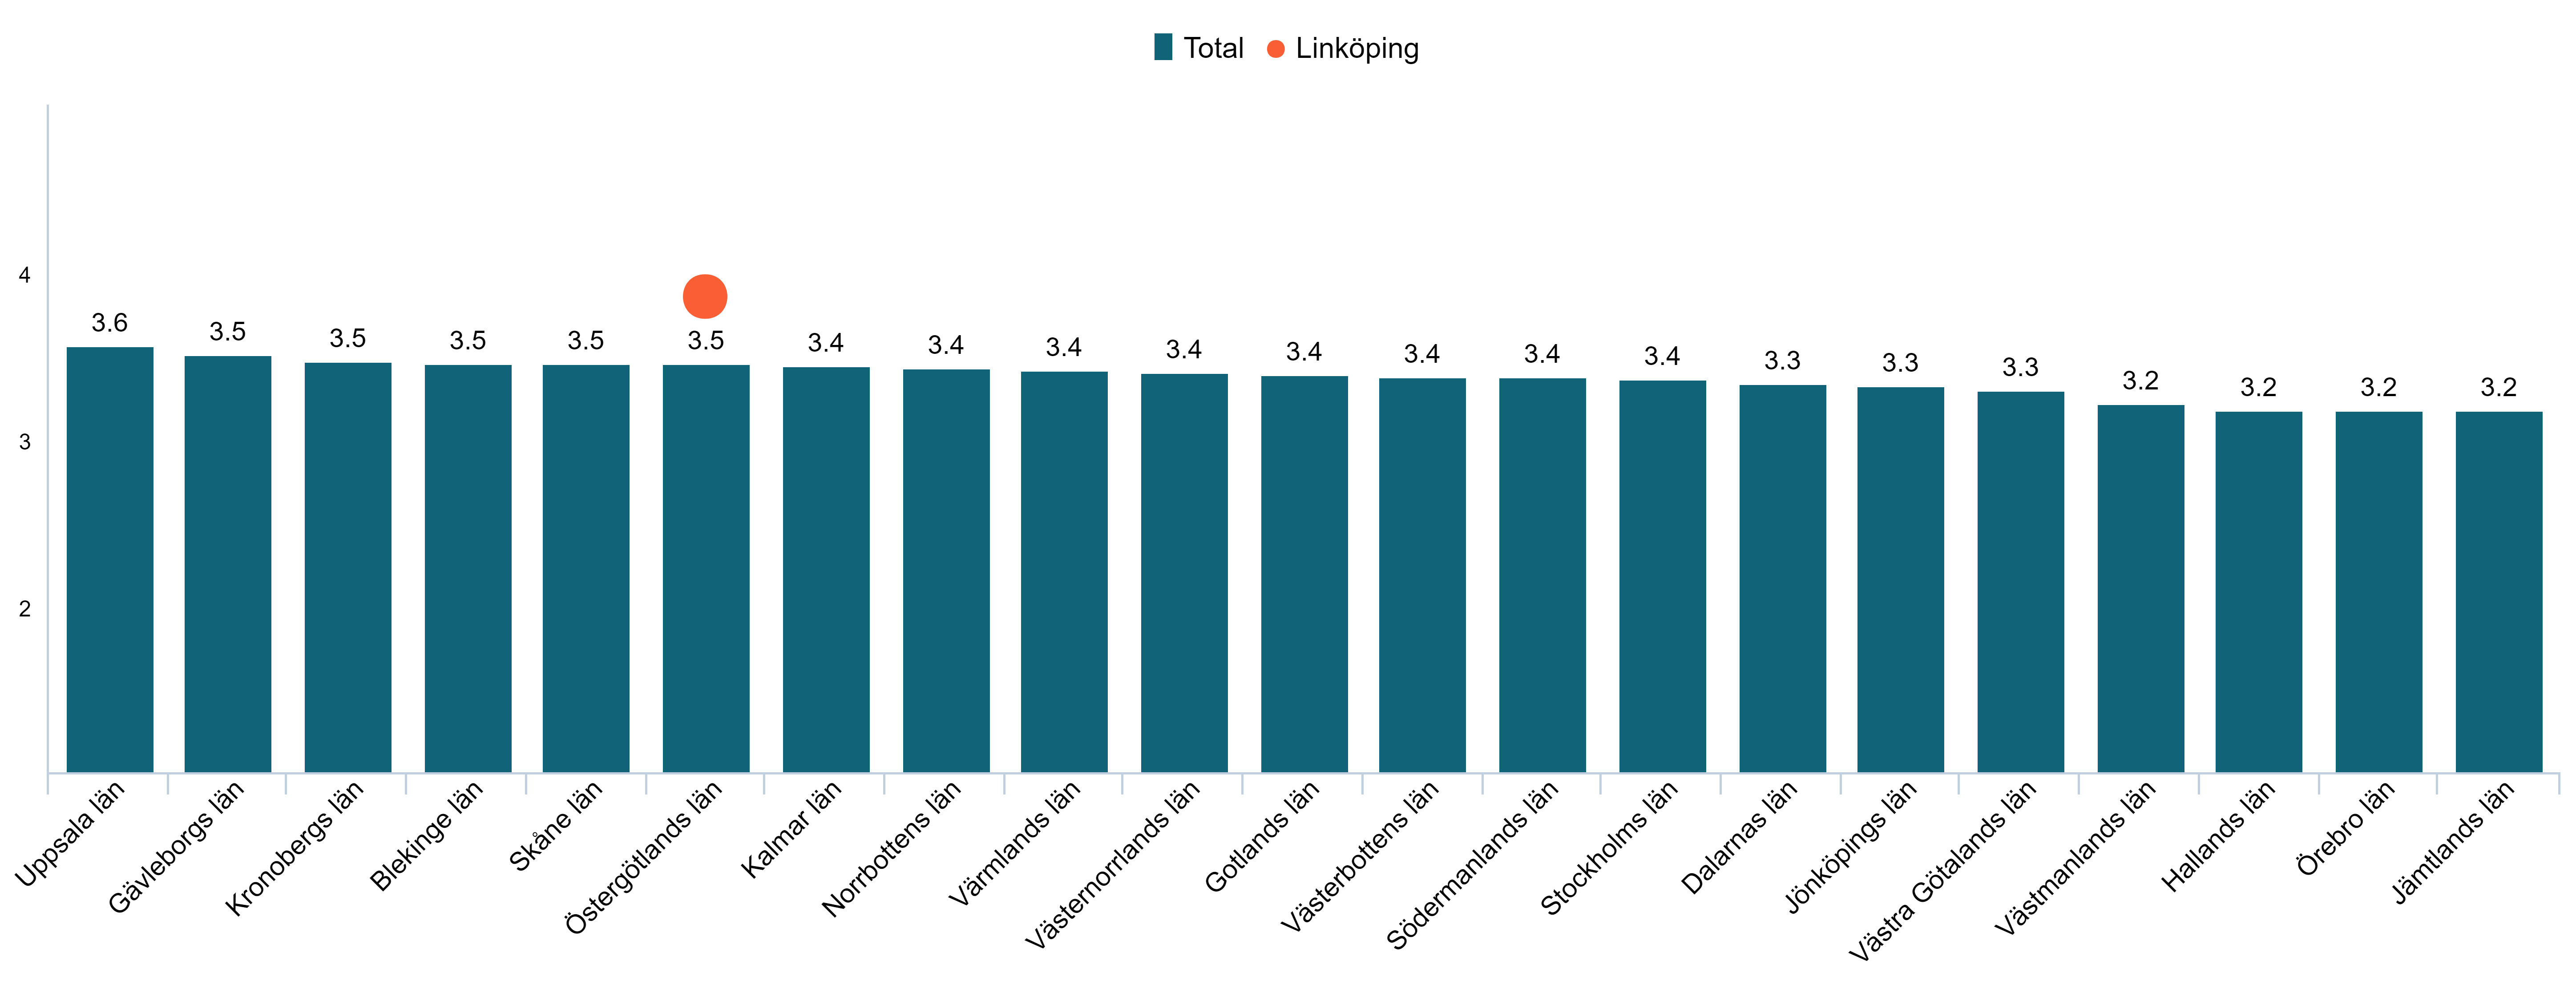 Total Linköping
4
3
2
3.6 3.5 3.5 3.5 3.5 3.5 3.4 3.4 3.4 3.4 3.4 3.4 3.4 3.4 3.3 3.3 3.3 3.2 3.2 3.2 3.2
Uppsala län
Gävleborgs län
Kronobergs län
Blekinge län
Skåne län
Östergötlands län
Kalmar län
Norrbottens län
Värmlands län
Västernorrlands län
Gotlands län
Västerbottens län
Södermanlands län
Stockholms län
Dalarnas län
Jönköpings län
Västra Götalands län
Västmanlands län
Hallands län
Örebro län
Jämtlands län